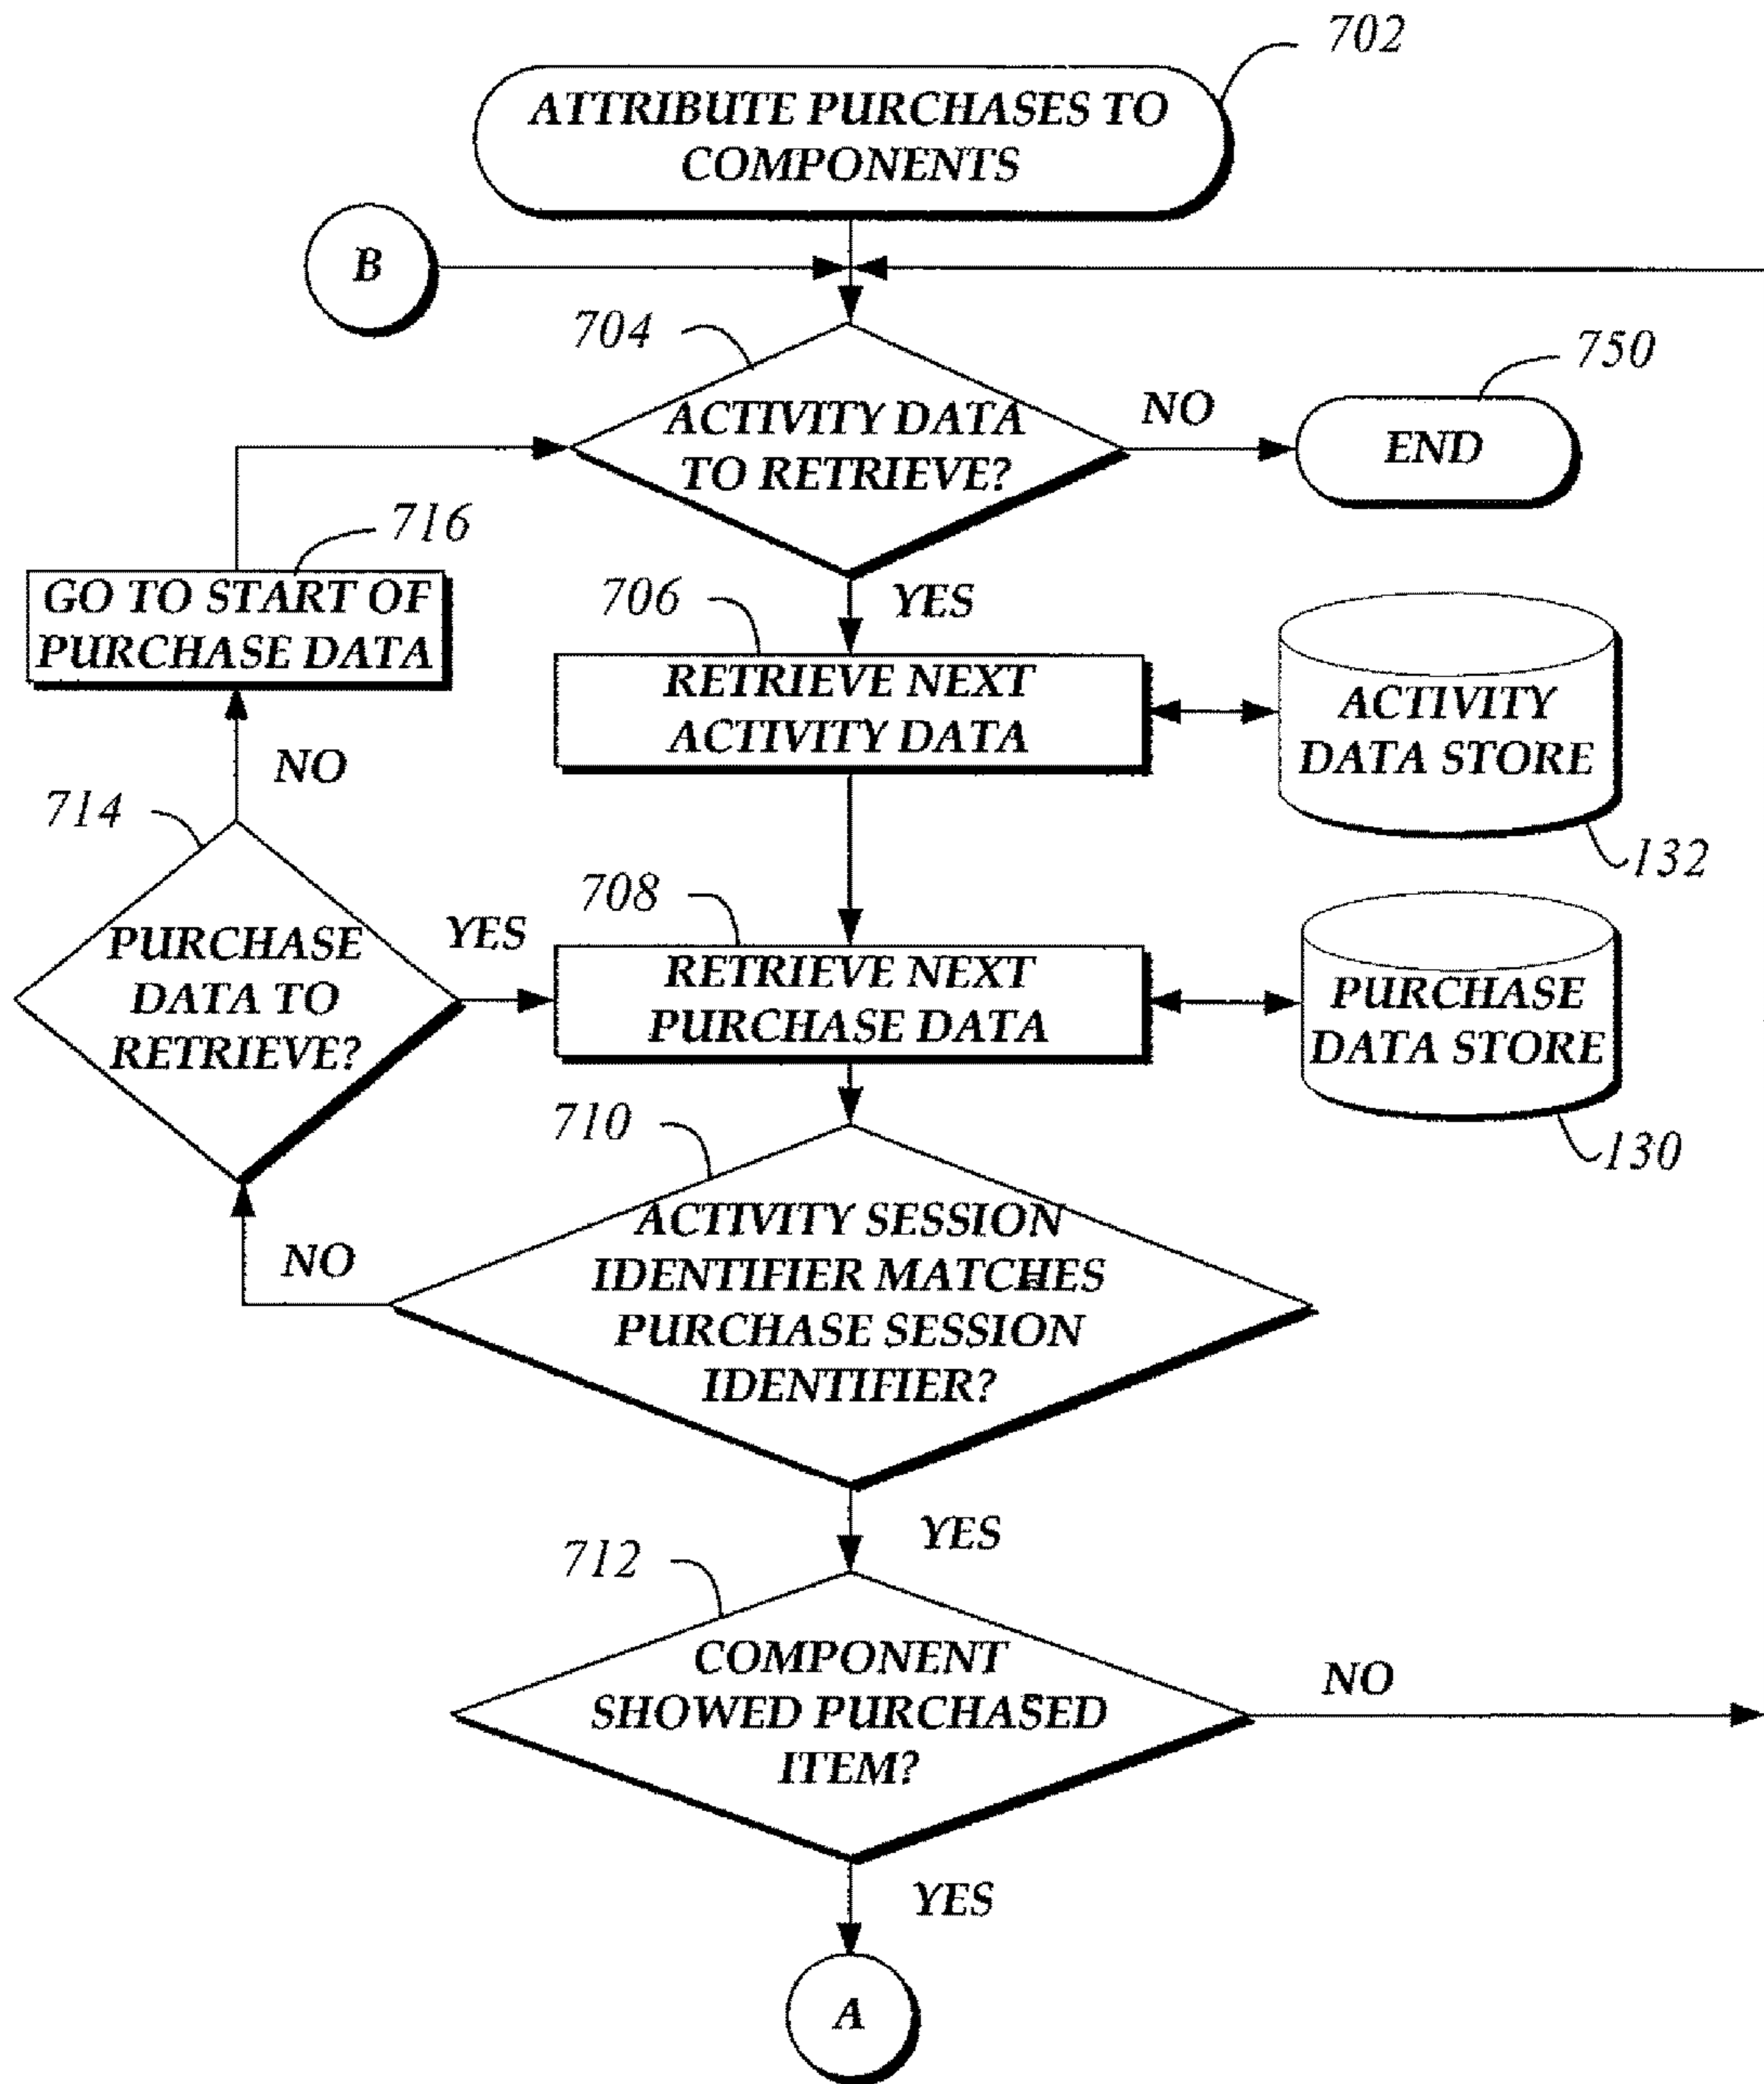 702
ATTRIBUTE PURCHASES TO
COMPONENTS
B
704
750
ACTIVITY DATA
TO RETRIEVE?
NO
END
716
GO TO START OF
PURCHASE DATA
YES
706
RETRIEVE NEXT
ACTIVITY DATA
ACTIVITY
DATA STORE
132
NO
714
PURCHASE
DATA TO
RETRIEVE?
YES
708
RETRIEVE NEXT
PURCHASE DATA
PURCHASE
DATA STORE
130
710
ACTIVITY SESSION
IDENTIFIER MATCHES
PURCHASE SESSION
IDENTIFIER?
NO
YES
712
COMPONENT
SHOWED PURCHASED
ITEM?
NO
YES
A